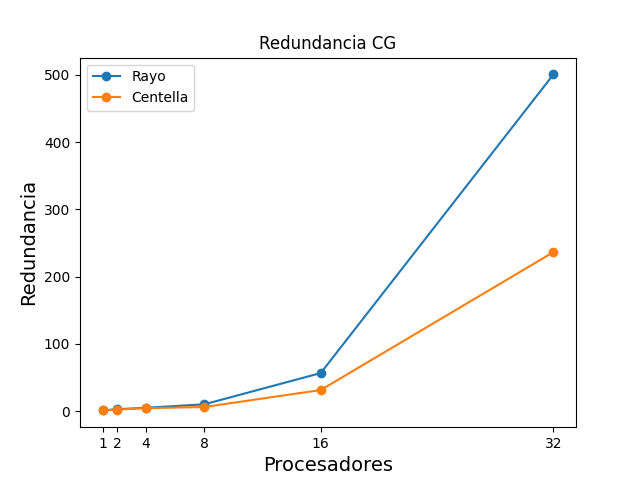 Redundancia CG
Rayo
Centella
Redundancia
500
400
300
200
100
0
1 2 4 8 16 32
Procesadores